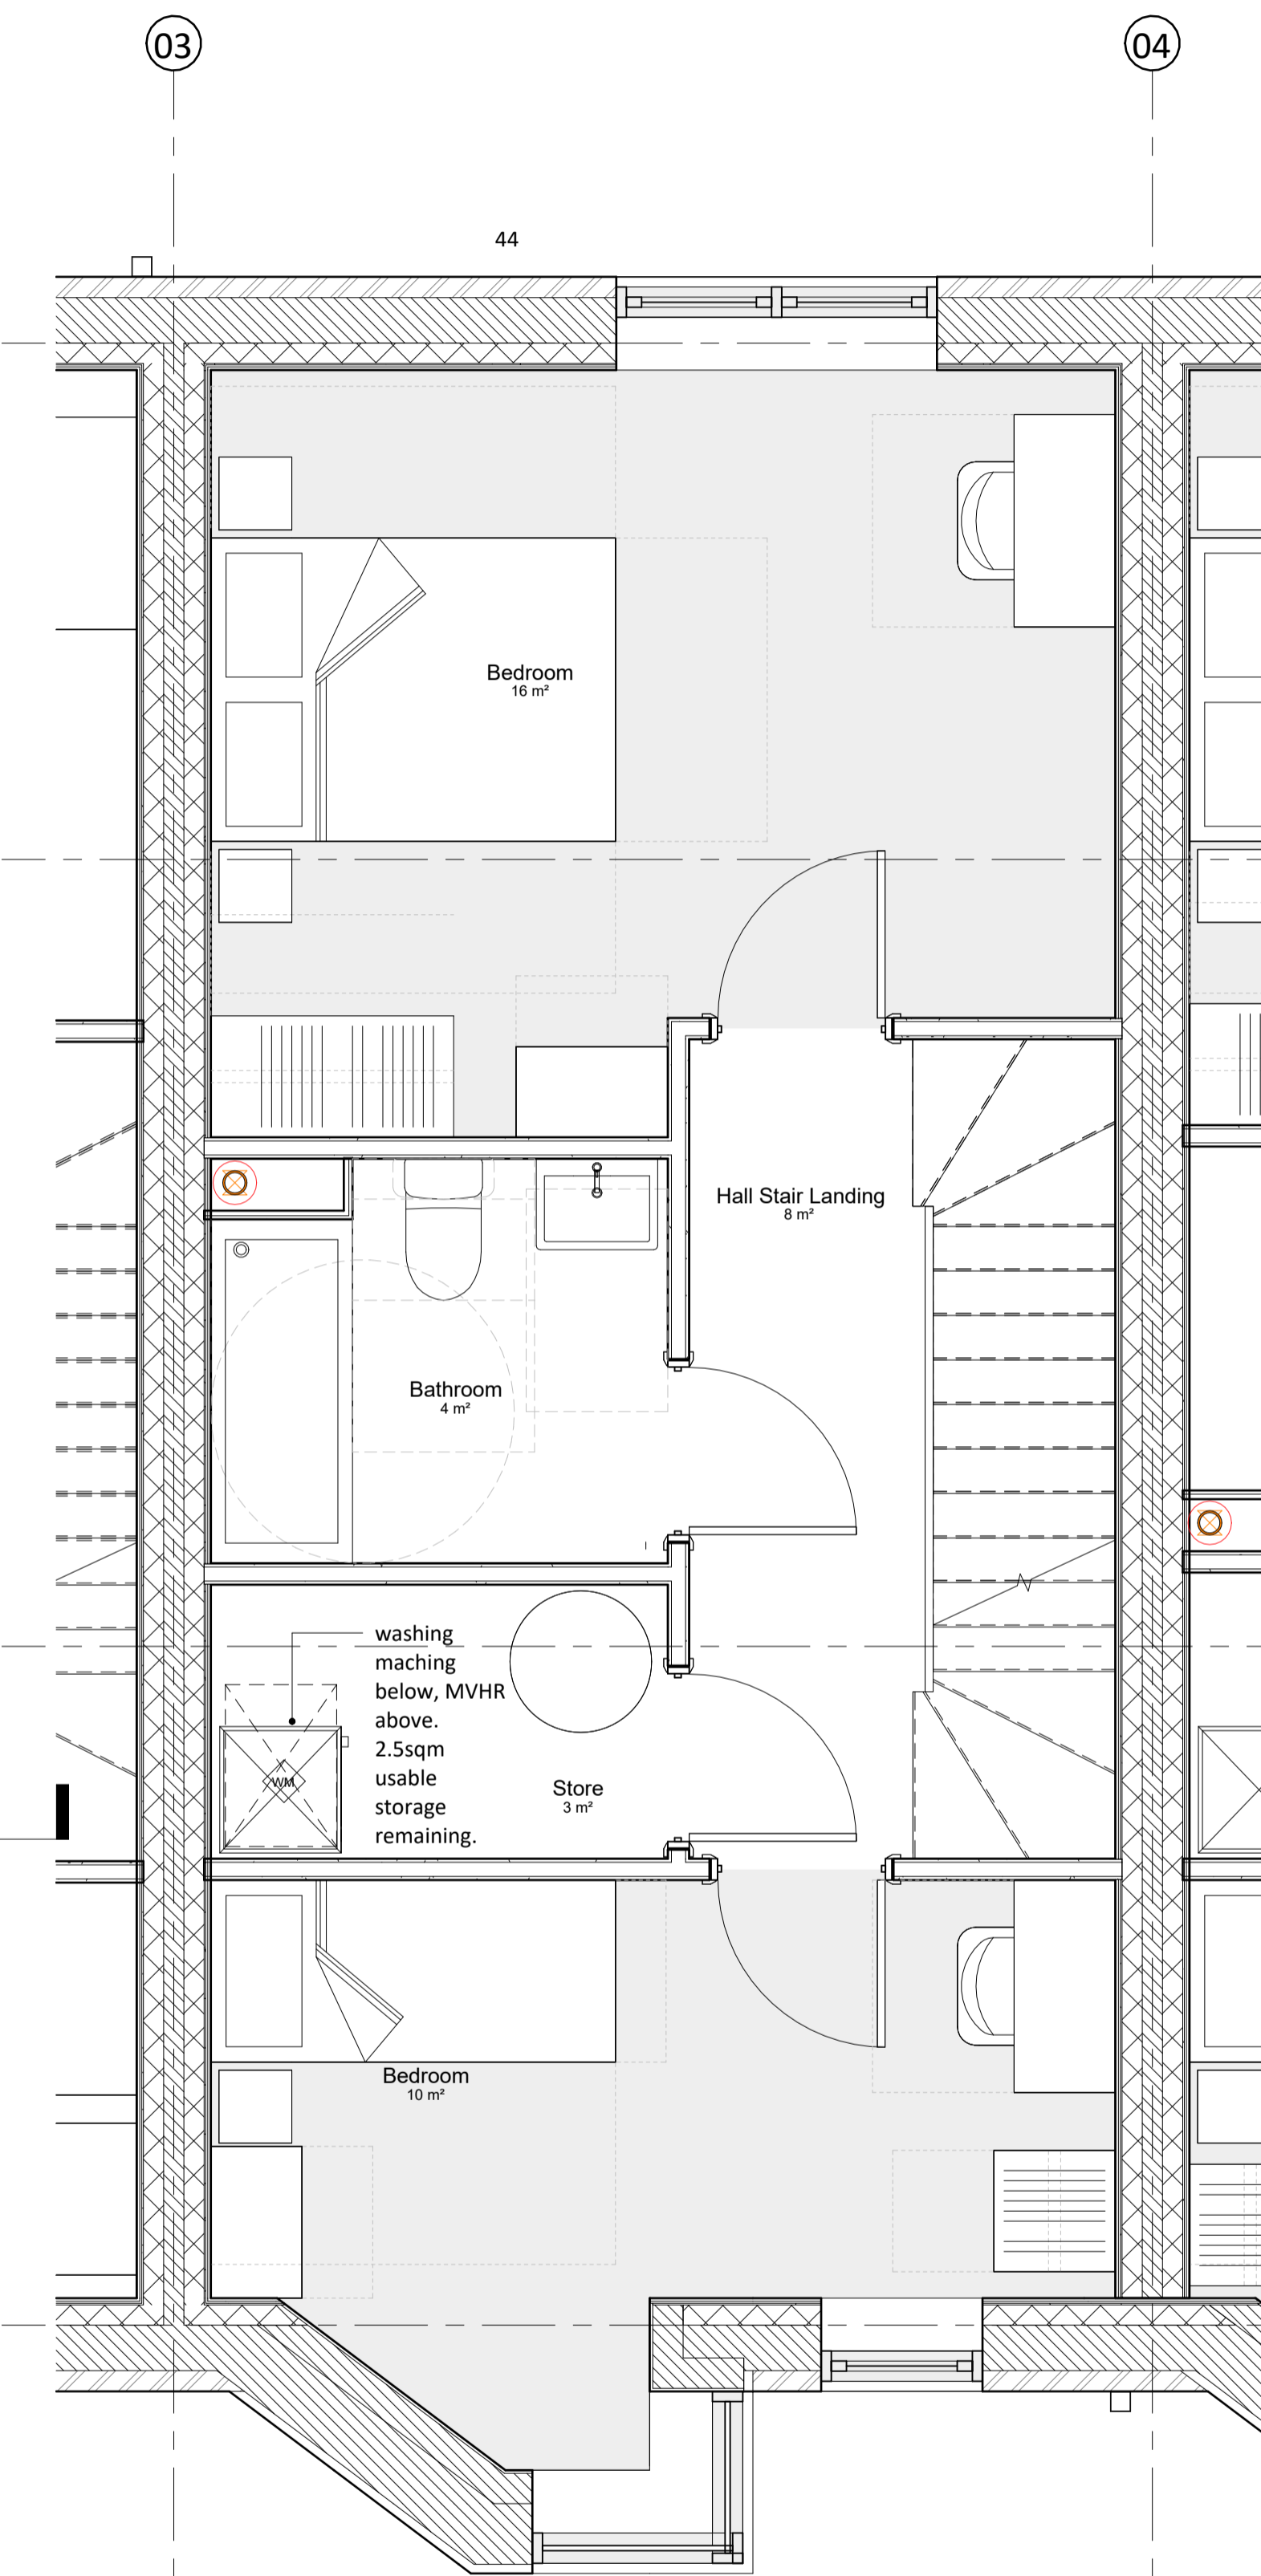 03
04
44
Bedroom
16 m²
Hall Stair Landing
8 m²
Bathroom
4 m²
washing
maching
below, MVHR
above.
2.5sqm
usable
storage
remaining.
WM
Store
3 m²
Bedroom
10 m²